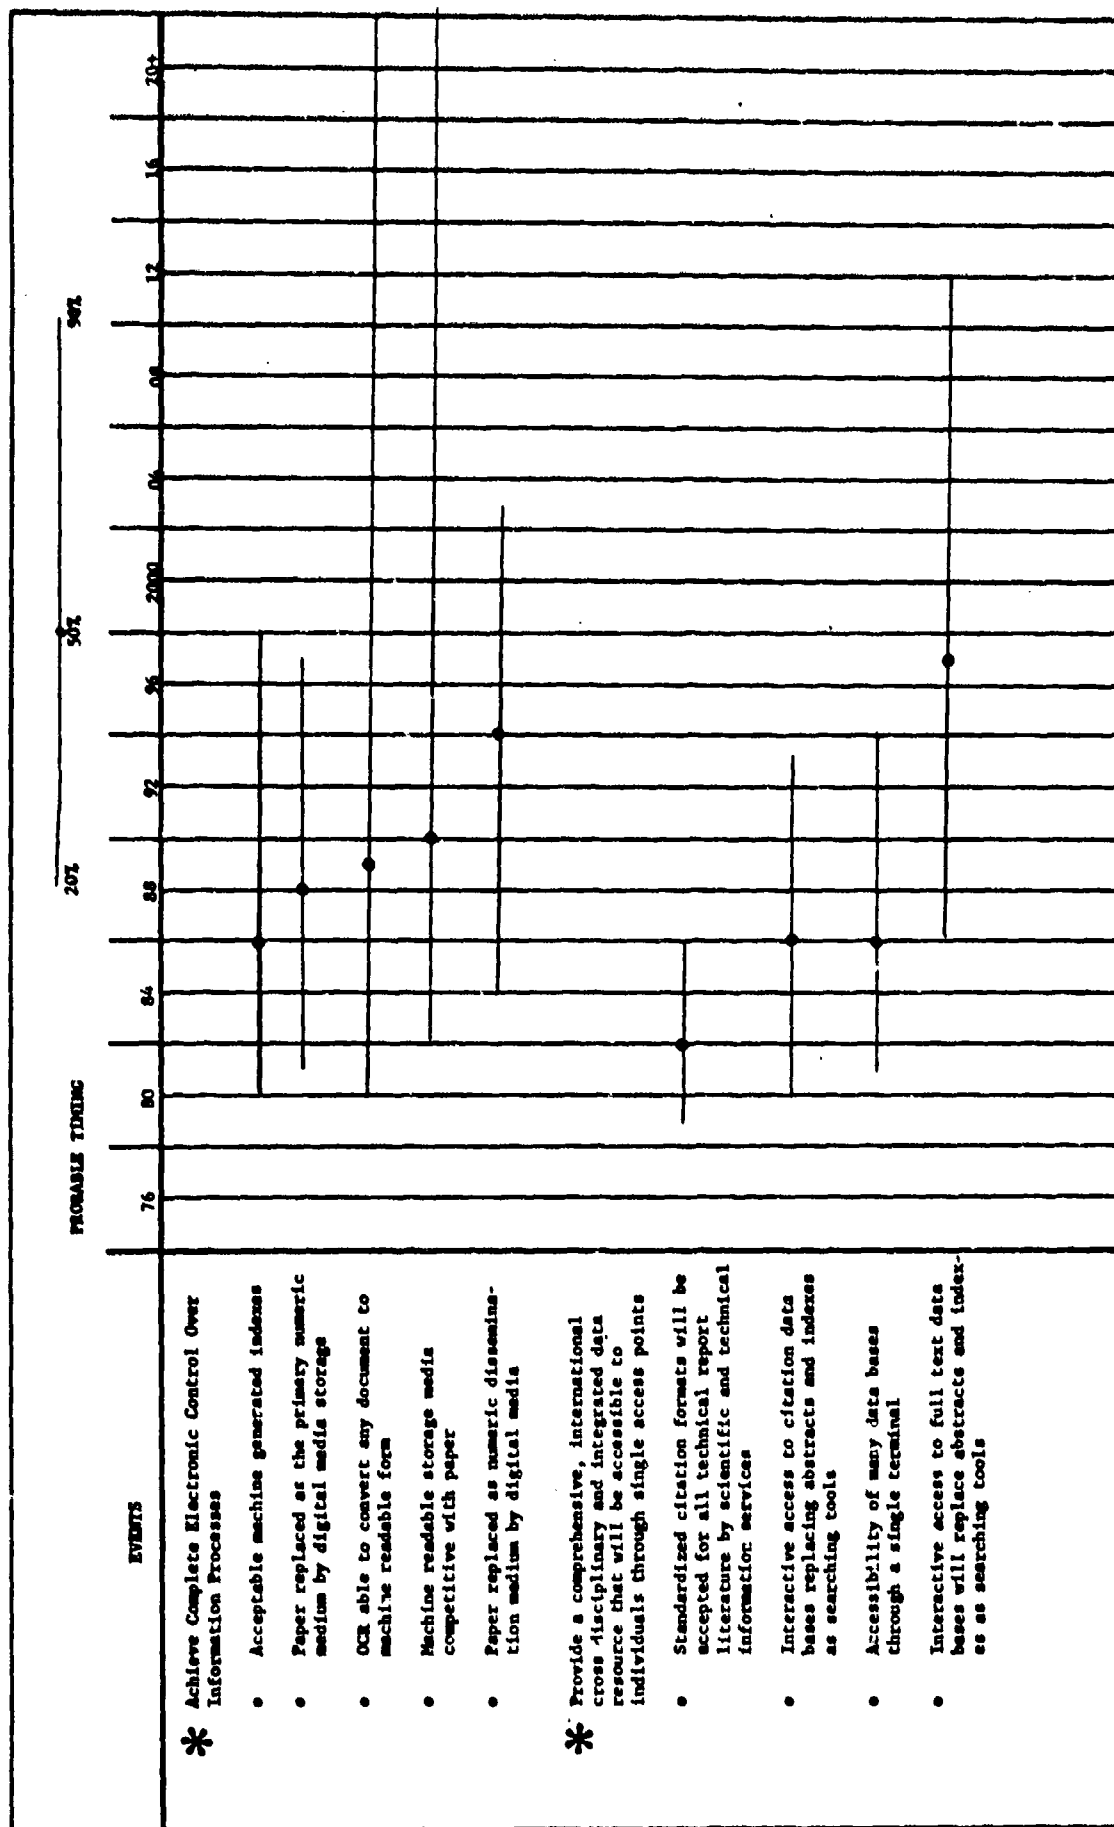 EVENTS
PROBABLE TIMING
20%
50%
90%
76
80
84
88
92
96
2000
04
08
12
16
20+
* Achieve Complete Electronic Control Over
Information Processes
• Acceptable machine generated indexes
• Paper replaced as the primary numeric
medium by digital media storage
• OCR able to convert any document to
machine readable form
• Machine readable storage media
competitive with paper
• Paper replaced as numeric dissemina-
tion medium by digital media
* Provide a comprehensive, international
cross disciplinary and integrated data
resource that will be accessible to
individuals through single access points
• Standardized citation formats will be
accepted for all technical report
literature by scientific and technical
information services
• Interactive access to citation data
bases replacing abstracts and indexes
as searching tools
• Accessibility of many data bases
through a single terminal
• Interactive access to full text data
bases will replace abstracts and index-
es as searching tools